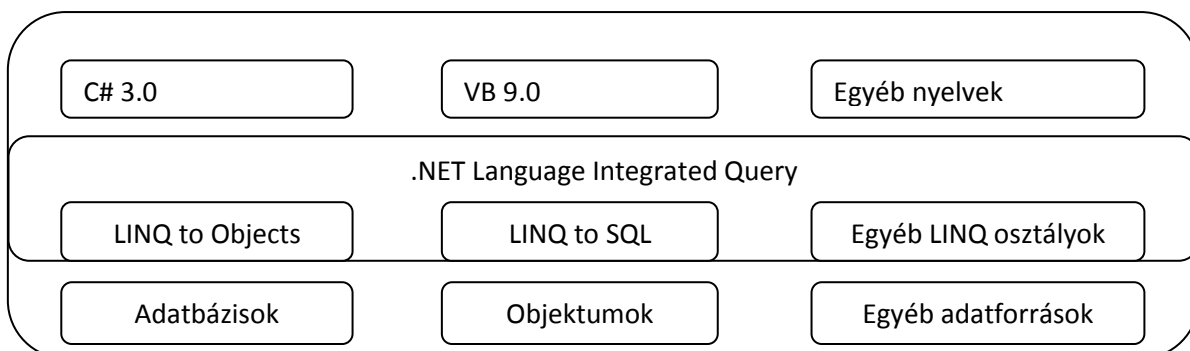 C# 3.0
VB 9.0
Egyéb nyelvek
.NET Language Integrated Query
LINQ to Objects
LINQ to SQL
Egyéb LINQ osztályok
Adatbázisok
Objektumok
Egyéb adatforrások